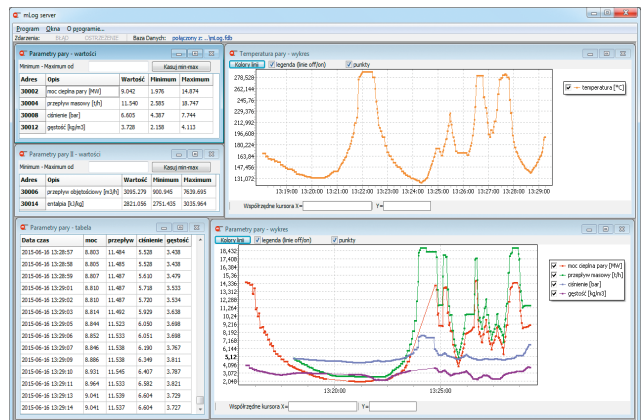 mLog server
Program Okna O programie...
Zdarzenia: BŁĄD OSTRZEŻENIE Baza Danych: połączony z: ...\mLog.fdb
Parametry pary - wartości
Minimum - Maximum od Kasuj min-max
Adres Opis Wartość Minimum Maximum
30002 moc cieplna pary [MW] 9.042 1.976 14.874
30004 przepływ masowy [t/h] 11.540 2.585 18.747
30008 ciśnienie [bar] 6.605 4.387 7.744
30012 gęstość [kg/m3] 3.728 2.158 4.113
Parametry pary II - wartości
Minimum - Maximum od Kasuj min-max
Adres Opis Wartość Minimum Maximum
30006 przepływ objętościowy [m3/h] 3095.279 900.945 7639.695
30014 entalpia [kJ/kg] 2821.056 2751.435 3035.964
Parametry pary - tabela
Data czas moc przepływ ciśnienie gęstość
2015-06-16 13:28:57 8.803 11.484 5.528 3.438
2015-06-16 13:28:58 8.805 11.485 5.528 3.438
2015-06-16 13:28:59 8.807 11.487 5.610 3.479
2015-06-16 13:29:01 8.810 11.487 5.718 3.533
2015-06-16 13:29:02 8.810 11.487 5.720 3.534
2015-06-16 13:29:03 8.814 11.492 5.929 3.638
2015-06-16 13:29:05 8.844 11.523 6.050 3.698
2015-06-16 13:29:06 8.852 11.533 6.051 3.698
2015-06-16 13:29:07 8.846 11.538 6.190 3.767
2015-06-16 13:29:09 8.886 11.538 6.349 3.811
2015-06-16 13:29:10 8.931 11.545 6.407 3.787
2015-06-16 13:29:11 8.964 11.533 6.582 3.821
2015-06-16 13:29:13 9.041 11.539 6.604 3.729
2015-06-16 13:29:14 9.041 11.537 6.604 3.727
Temperatura pary - wykres
Kolory linii legenda (linie off/on) punkty
278,528
262,144
245,76
229,376
212,992
196,608
180,224
163,84
147,456
131,072
13:19:00 13:20:00 13:21:00 13:22:00 13:23:00 13:24:00 13:25:00 13:26:00 13:27:00 13:28:00 13:29:00
temperatura [°C]
Współrzędne kursora X= Y=
Parametry pary - wykres
Kolory linii legenda (linie off/on) punkty
18,432
17,408
16,384
15,36
14,336
13,312
12,288
11,264
10,24
9,216
8,192
7,168
6,144
5,12
4,096
3,072
2,048
13:20:00 13:25:00
moc cieplna pary [MW]
przepływ masowy [t/h]
ciśnienie [bar]
gęstość [kg/m3]
Współrzędne kursora X= Y=